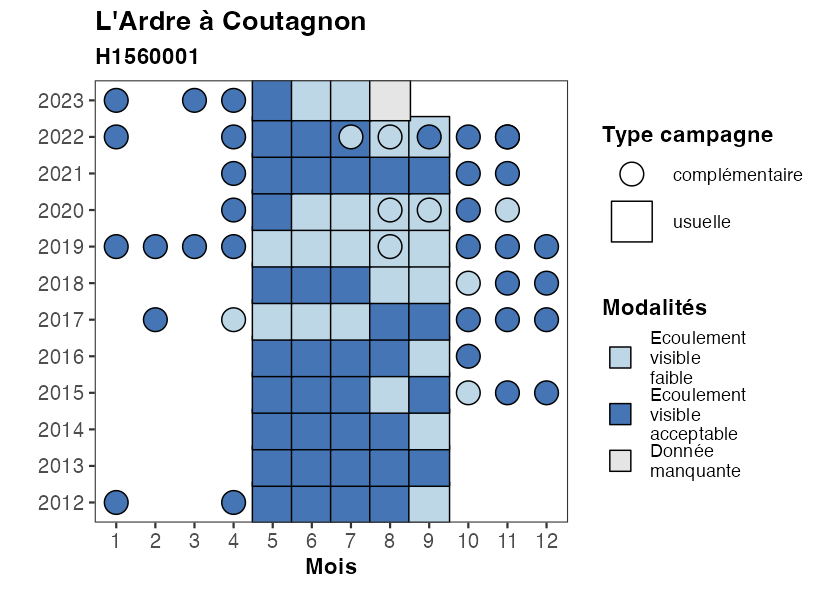 L'Ardre à Coutagnon
H1560001
2023
2022
2021
2020
2019
2018
2017
2016
2015
2014
2013
2012
1 2 3 4 5 6 7 8 9 10 11 12
Mois
Type campagne
complémentaire
usuelle
Modalités
Ecoulement
visible
faible
Ecoulement
visible
acceptable
Donnée
manquante